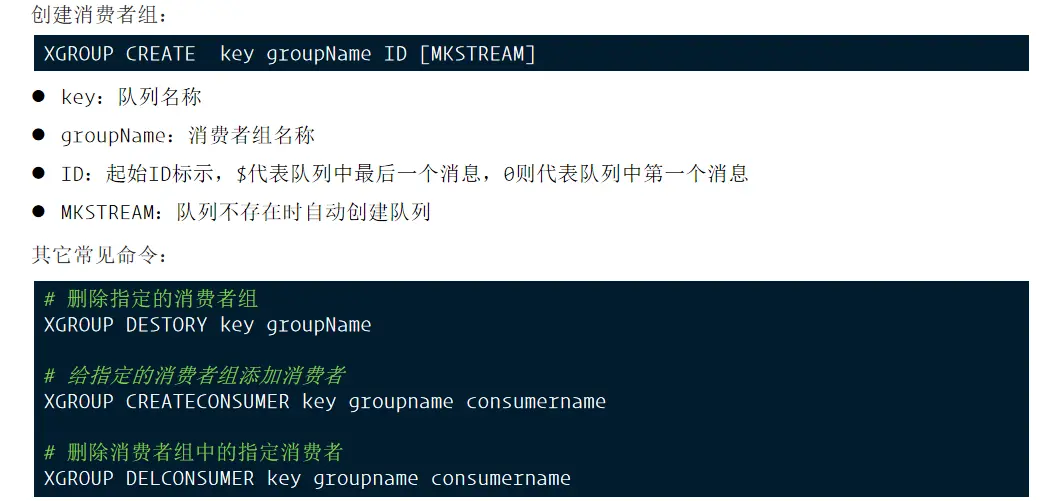 创建消费者组：
XGROUP CREATE  key groupName ID [MKSTREAM]
● key：队列名称
● groupName：消费者组名称
● ID：起始ID标示，$代表队列中最后一个消息，0则代表队列中第一个消息
● MKSTREAM：队列不存在时自动创建队列
其它常见命令：
# 删除指定的消费者组
XGROUP DESTORY key groupName
# 给指定的消费者组添加消费者
XGROUP CREATECONSUMER key groupname consumername
# 删除消费者组中的指定消费者
XGROUP DELCONSUMER key groupname consumername